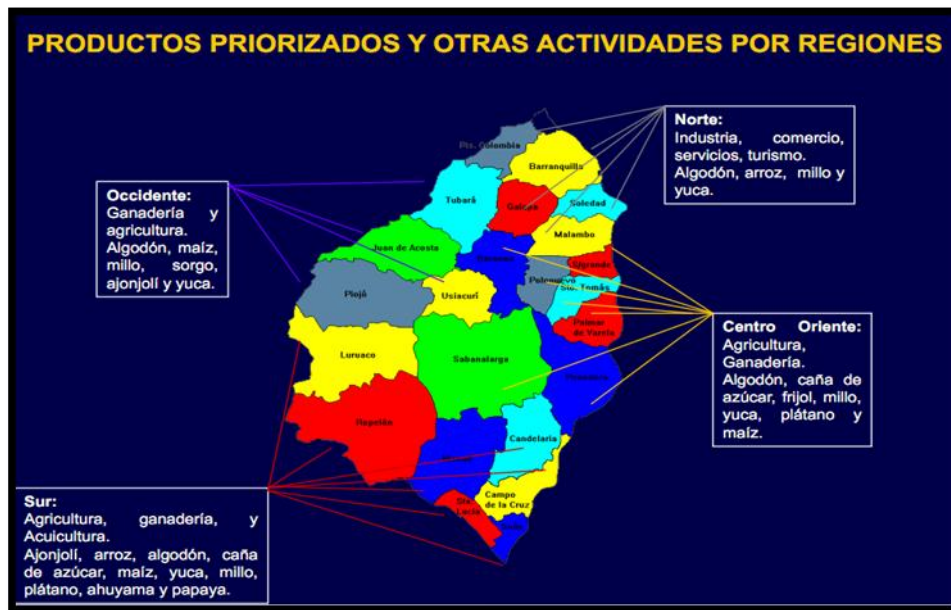 PRODUCTOS PRIORIZADOS Y OTRAS ACTIVIDADES POR REGIONES
Norte:
Industria, comercio,
servicios, turismo.
Algodón, arroz, millo y
yuca.
Occidente:
Ganadería y
agricultura.
Algodón, maíz,
millo, sorgo,
ajonjolí y yuca.
Pto. Colombia
Barranquilla
Tubará
Galapa
Soledad
Malambo
Juan de Acosta
Baranoa
Polonuevo
Sto. Tomás
Piojó
Usiacurí
Palmar
de Varela
Luruaco
Sabanalarga
Ponedera
Centro Oriente:
Agricultura,
Ganadería.
Algodón, caña de
azúcar, frijol, millo,
yuca, plátano y
maíz.
Repelón
Candelaria
Campo
de la Cruz
Sta.
Lucía
Sur:
Agricultura, ganadería, y
Acuicultura.
Ajonjolí, arroz, algodón, caña
de azúcar, maíz, yuca, millo,
plátano, ahuyama y papaya.